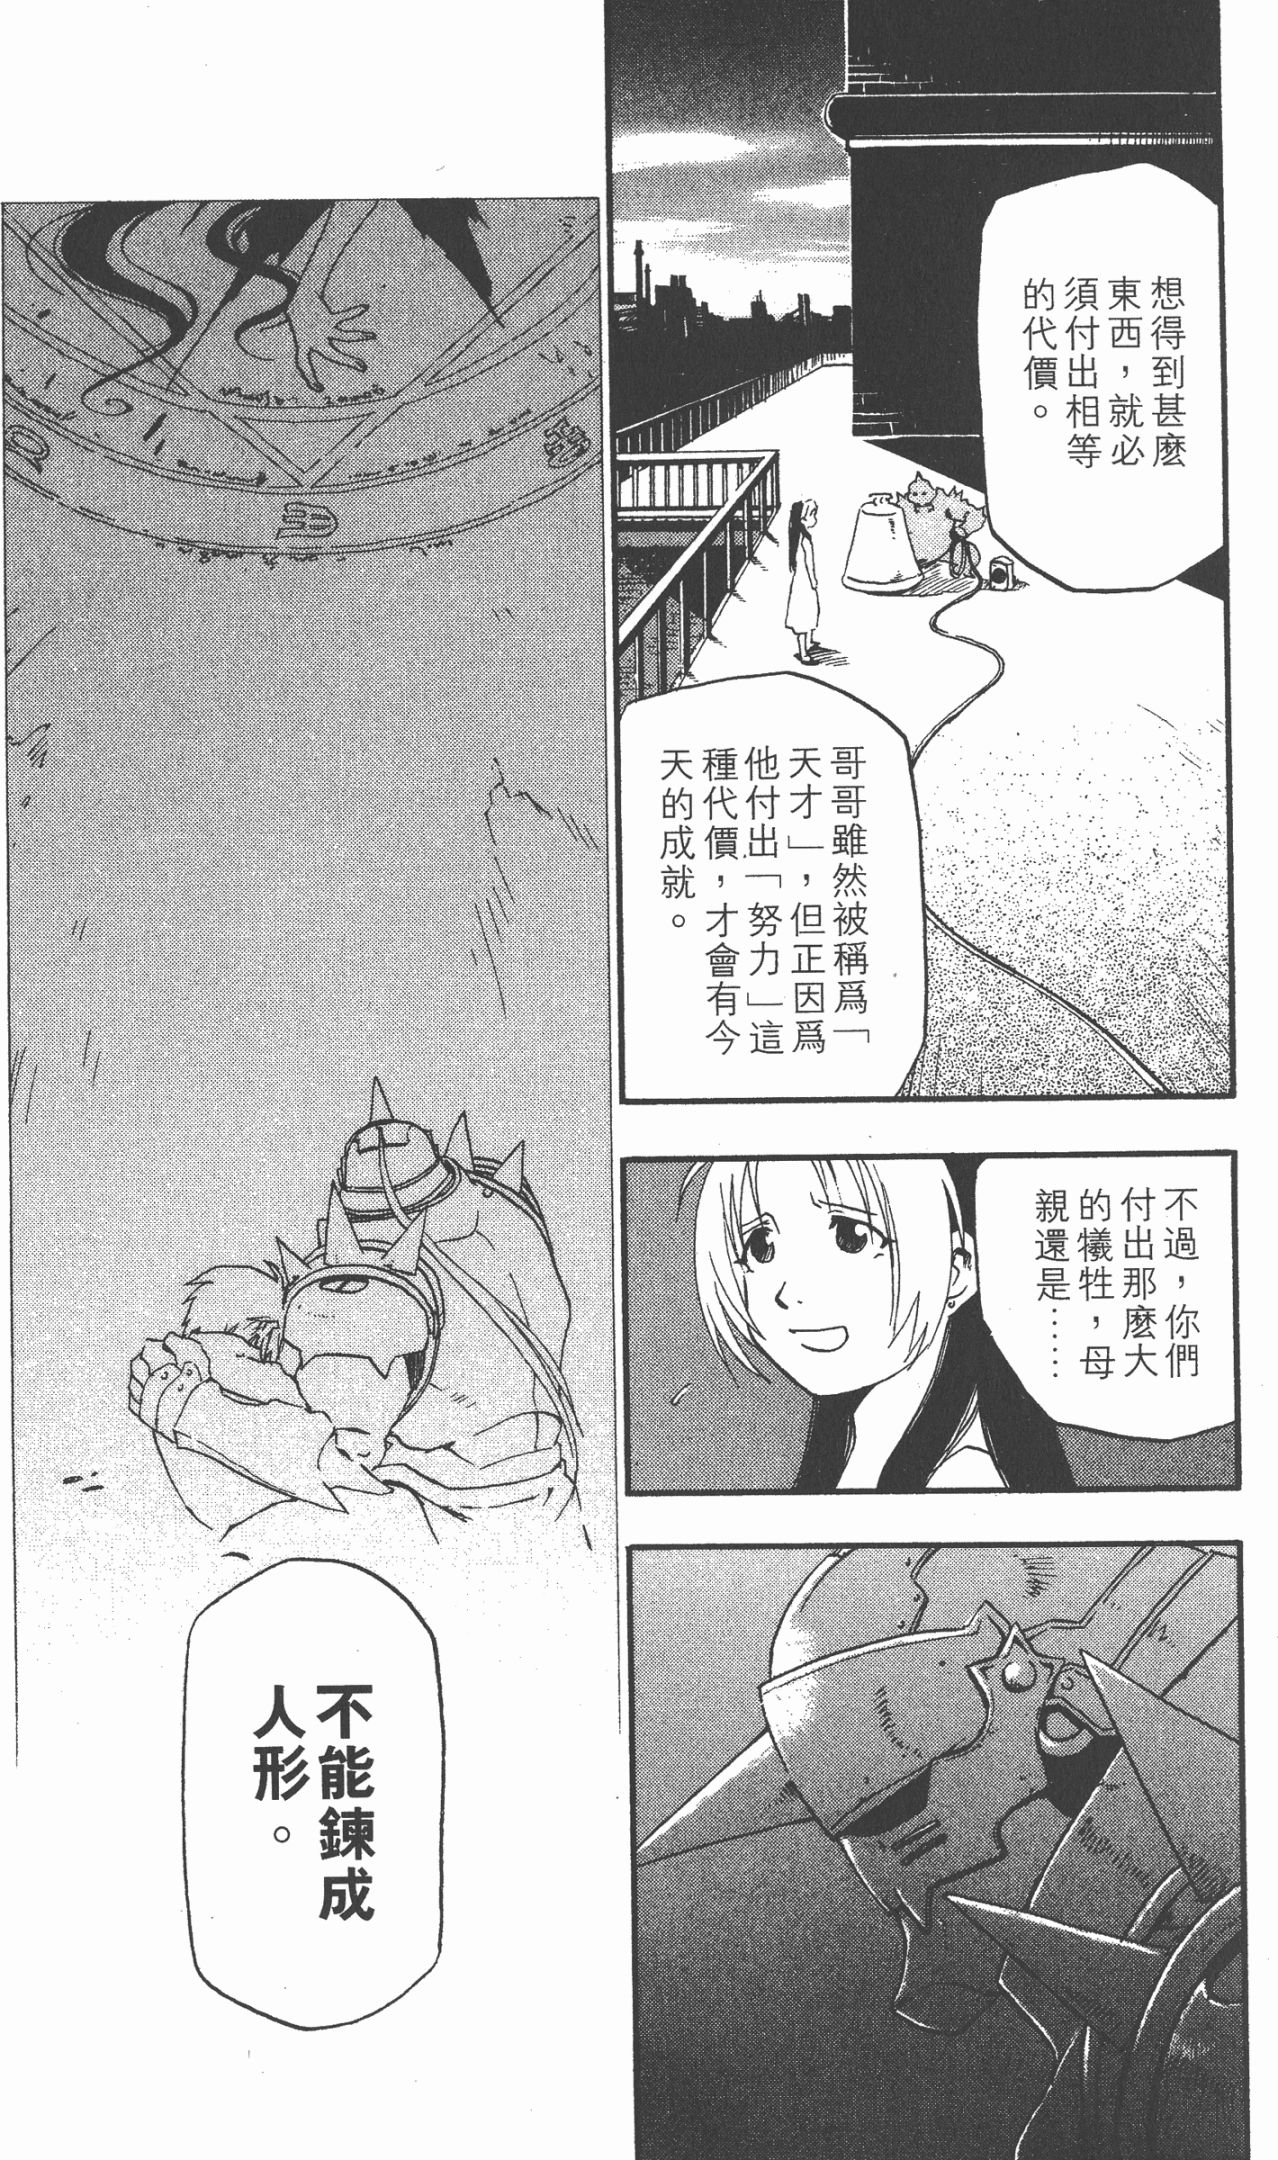 想得到甚麼
東西，就必
須付出相等
的代價。
哥哥雖然被稱爲「
天才」，但正因爲
他付出「努力」這
種代價，才會有今
天的成就。
不過，你們
付出那麼大
的犧牲，母
親還是……
不能鍊成
人形。